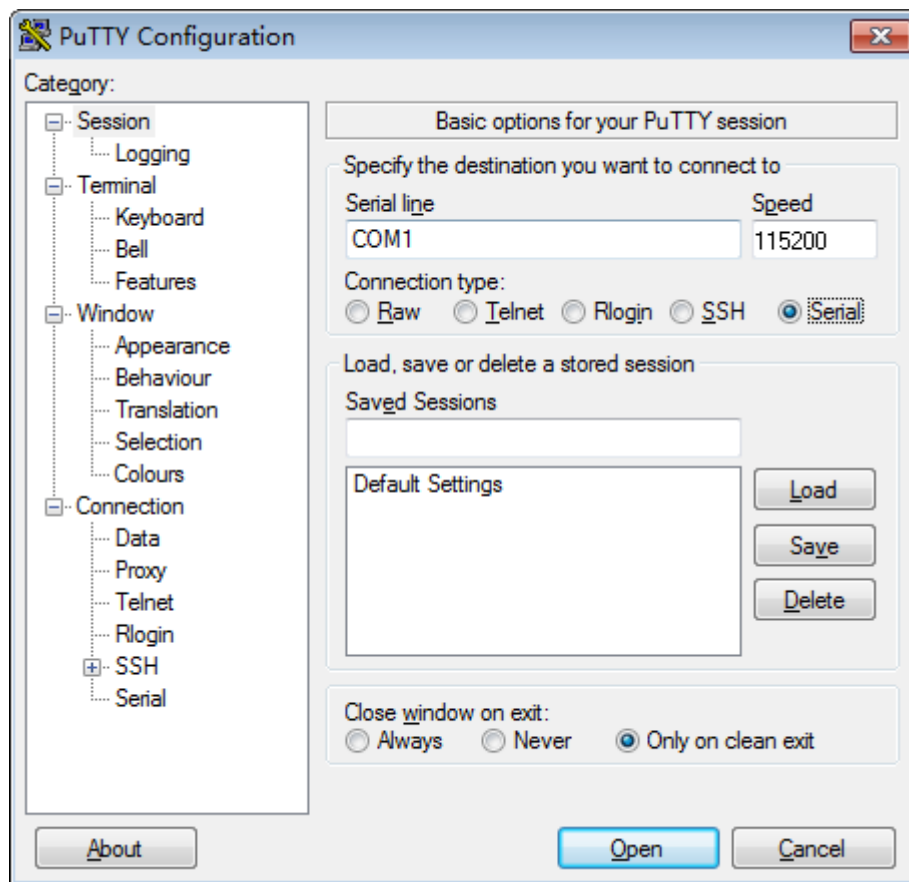 PuTTY Configuration
Category:
Session
Logging
Terminal
Keyboard
Bell
Features
Window
Appearance
Behaviour
Translation
Selection
Colours
Connection
Data
Proxy
Telnet
Rlogin
SSH
Serial
Basic options for your PuTTY session
Specify the destination you want to connect to
Serial line Speed
COM1 115200
Connection type:
Raw Telnet Rlogin SSH Serial
Load, save or delete a stored session
Saved Sessions
Default Settings
Load
Save
Delete
Close window on exit:
Always Never Only on clean exit
About Open Cancel